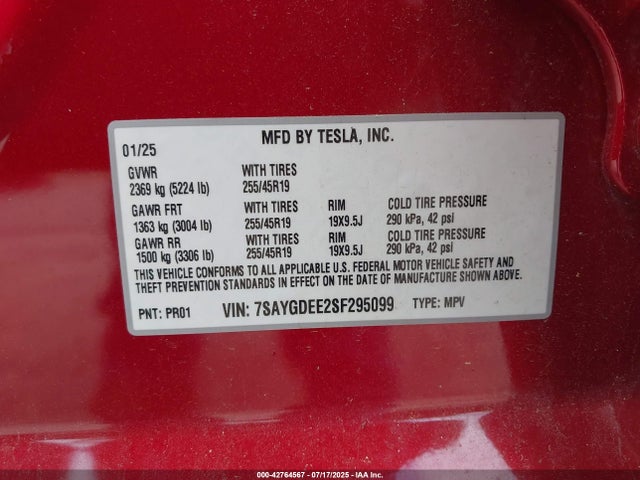 MFD BY TESLA, INC.
01/25
GVWR WITH TIRES
2369 kg (5224 lb) 255/45R19
GAWR FRT WITH TIRES RIM COLD TIRE PRESSURE
1363 kg (3004 lb) 255/45R19 19X9.5J 290 kPa, 42 psi
GAWR RR WITH TIRES RIM COLD TIRE PRESSURE
1500 kg (3306 lb) 255/45R19 19X9.5J 290 kPa, 42 psi
THIS VEHICLE CONFORMS TO ALL APPLICABLE U.S. FEDERAL MOTOR VEHICLE SAFETY AND
THEFT PREVENTION STANDARDS IN EFFECT ON THE DATE OF MANUFACTURE SHOWN ABOVE.
PNT: PR01 VIN: 7SAYGDEE2SF295099 TYPE: MPV
000-42764567 - 07/17/2025 - IAA Inc.